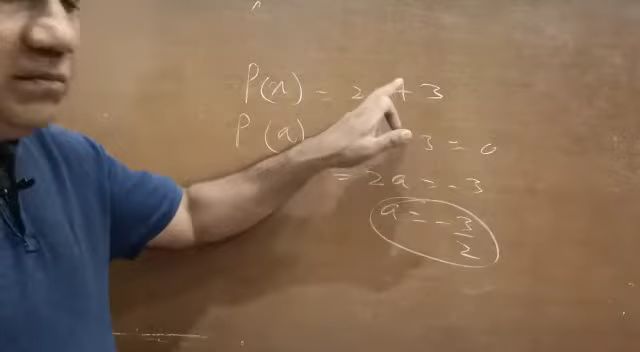 P(x) = 2 + 3
P(a) 3 = 0
= 2a = -3
a = -3/2